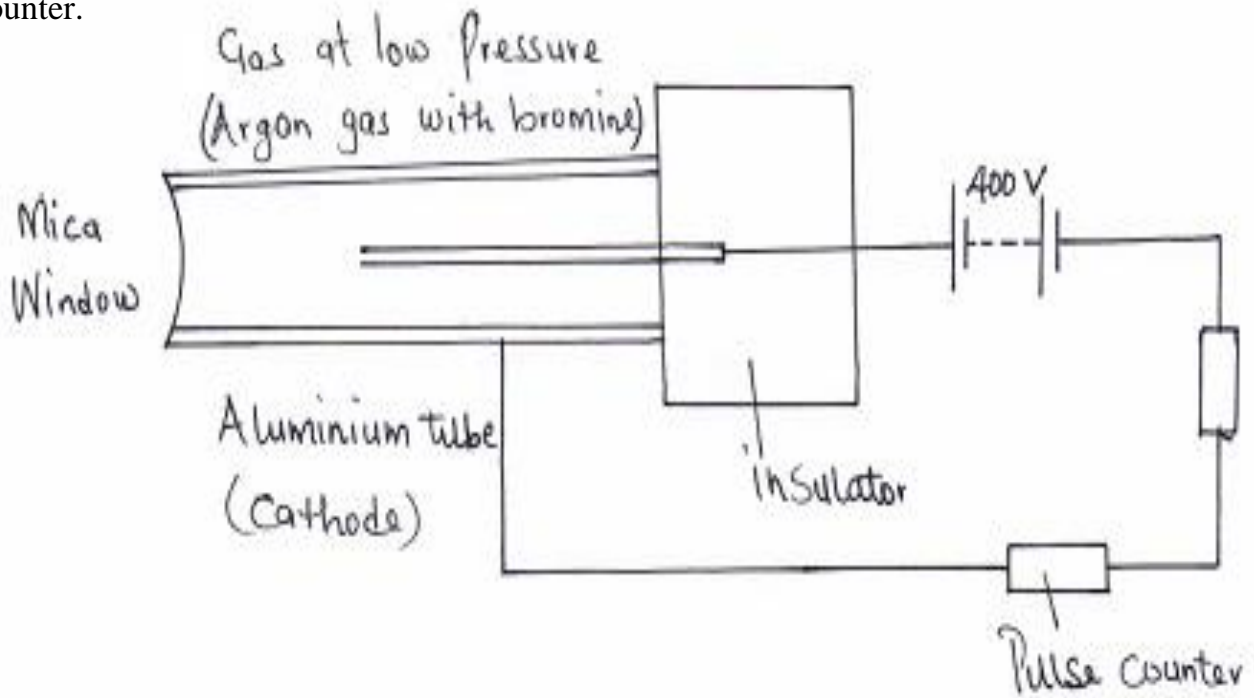 ounter.
Gas at low Pressure
(Argon gas with bromine)
Mica
Window
400 V
Aluminium tube
(Cathode)
insulator
Pulse Counter